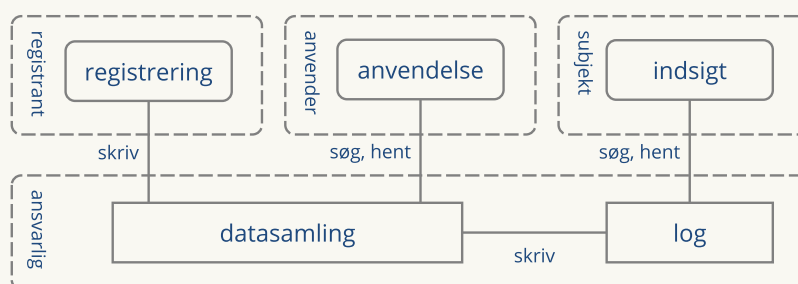 registrant
registrering
anvender
anvendelse
subjekt
indsigt
skriv
søg, hent
søg, hent
ansvarlig
datasamling
skriv
log